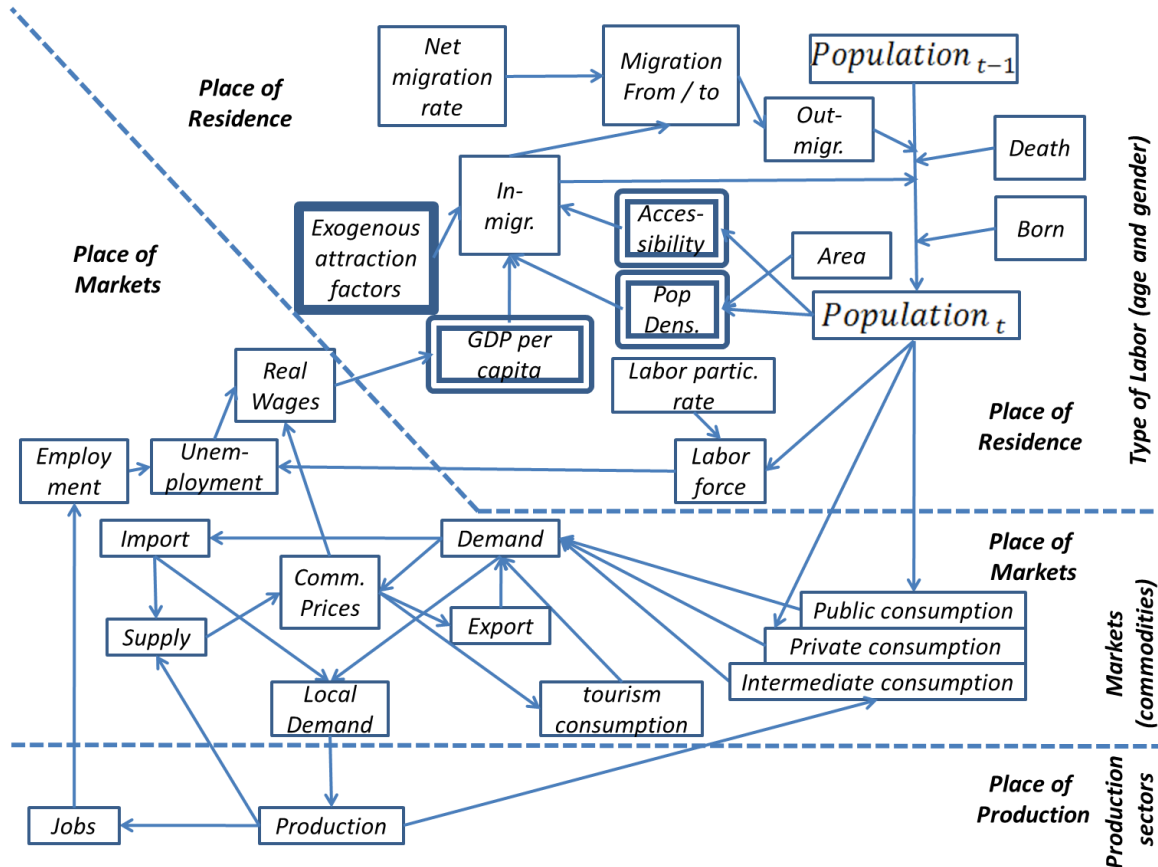 Net
migration
rate
Migration
From / to
Population t−1
Place of
Residence
Out-
migr.
Death
In-
migr.
Acces-
sibility
Exogenous
attraction
factors
Born
Area
Place of
Markets
Pop
Dens.
Population t
GDP per
capita
Real
Wages
Labor partic.
rate
Type of Labor (age and gender)
Place of
Residence
Employ
ment
Unem-
ployment
Labor
force
Import
Demand
Place of
Markets
Comm.
Prices
Supply
Export
Public consumption
Private consumption
Intermediate consumption
Local
Demand
tourism
consumption
Markets
(commodities)
Place of
Production
Jobs
Production
Production
sectors